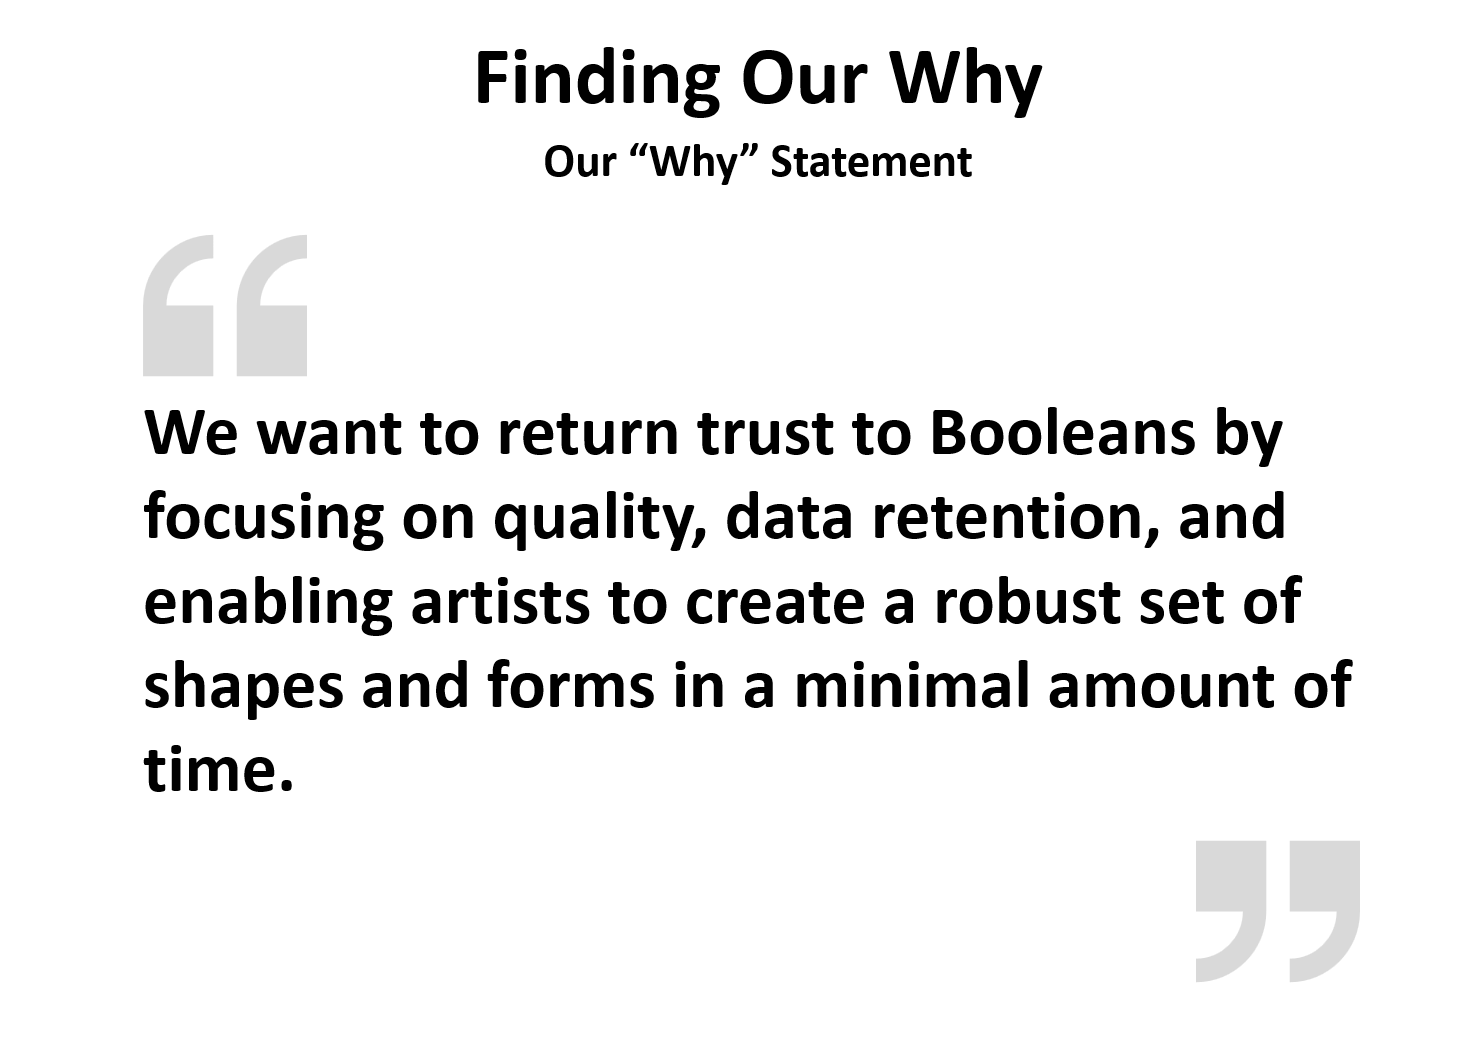 Finding Our Why
Our “Why” Statement
“
We want to return trust to Booleans by
focusing on quality, data retention, and
enabling artists to create a robust set of
shapes and forms in a minimal amount of
time.
”